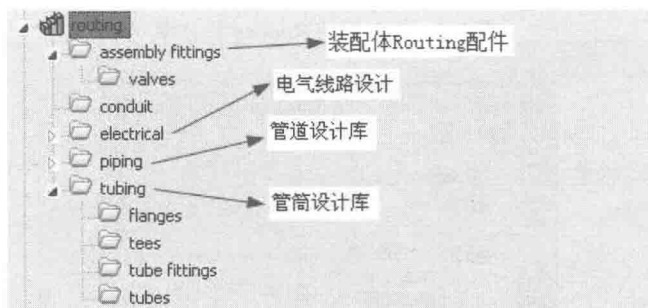 routing
assembly fittings
装配体Routing配件
valves
电气线路设计
conduit
electrical
管道设计库
piping
tubing
管筒设计库
flanges
tees
tube fittings
tubes